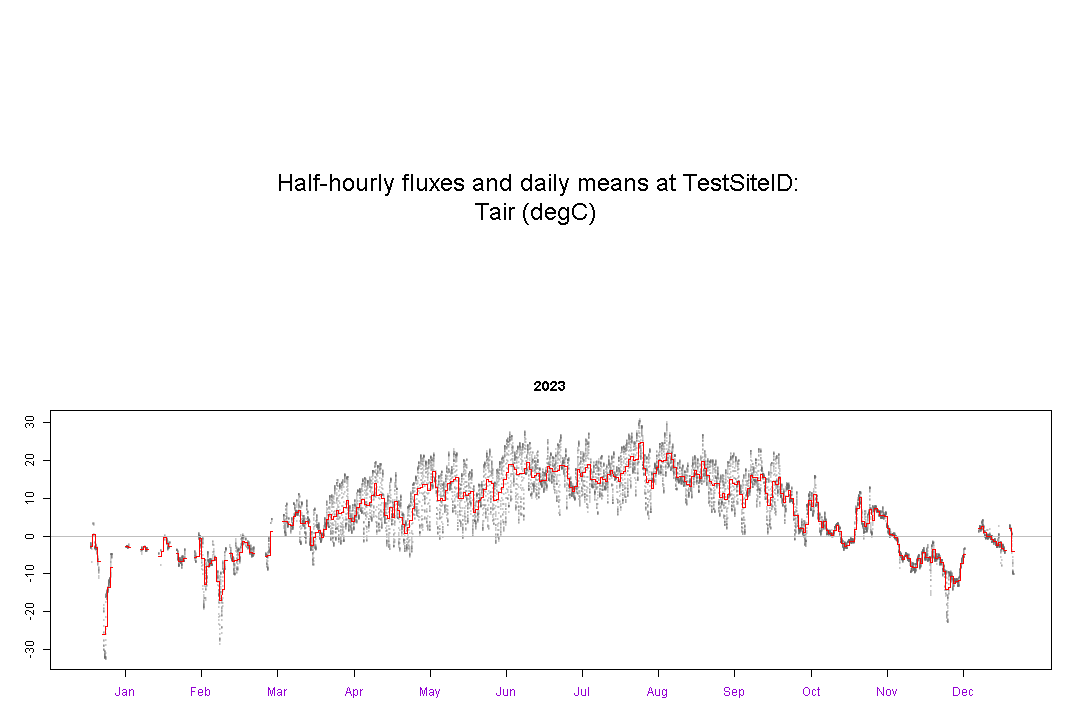 Half-hourly fluxes and daily means at TestSiteID:
Tair (degC)
2023
30
20
10
0
-10
-20
-30
Jan Feb Mar Apr May Jun Jul Aug Sep Oct Nov Dec